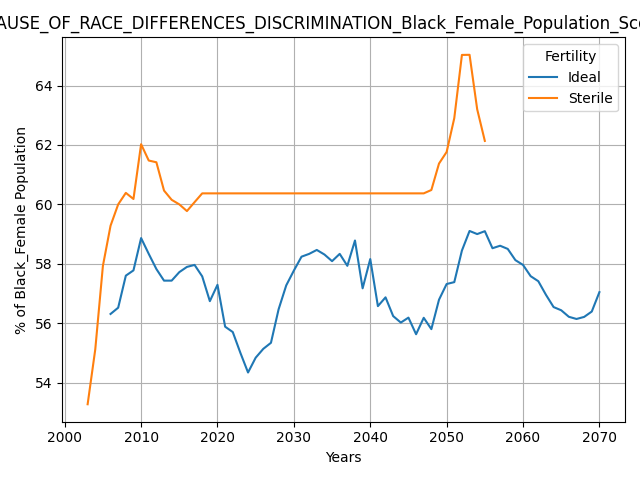 AUSE_OF_RACE_DIFFERENCES_DISCRIMINATION_Black_Female_Population_Sc
Fertility
Ideal
Sterile
% of Black_Female Population
64
62
60
58
56
54
2000 2010 2020 2030 2040 2050 2060 2070
Years